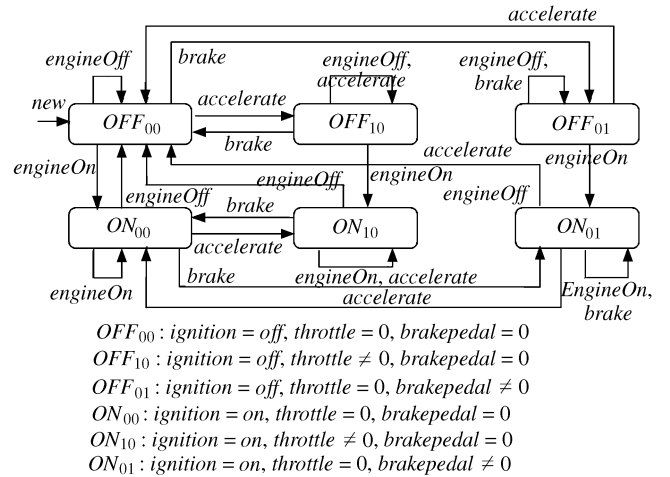 accelerate
engineOff
brake
engineOff,
accelerate
engineOff,
brake
new
accelerate
OFF00
OFF10
OFF01
brake
accelerate
engineOn
engineOn
engineOn
engineOff
engineOff
engineOff
brake
ON00
ON10
ON01
accelerate
brake
engineOn, accelerate
engineOn
accelerate
EngineOn,
brake
OFF00 : ignition = off, throttle = 0, brakepedal = 0
OFF10 : ignition = off, throttle ≠ 0, brakepedal = 0
OFF01 : ignition = off, throttle = 0, brakepedal ≠ 0
ON00 : ignition = on, throttle = 0, brakepedal = 0
ON10 : ignition = on, throttle ≠ 0, brakepedal = 0
ON01 : ignition = on, throttle = 0, brakepedal ≠ 0